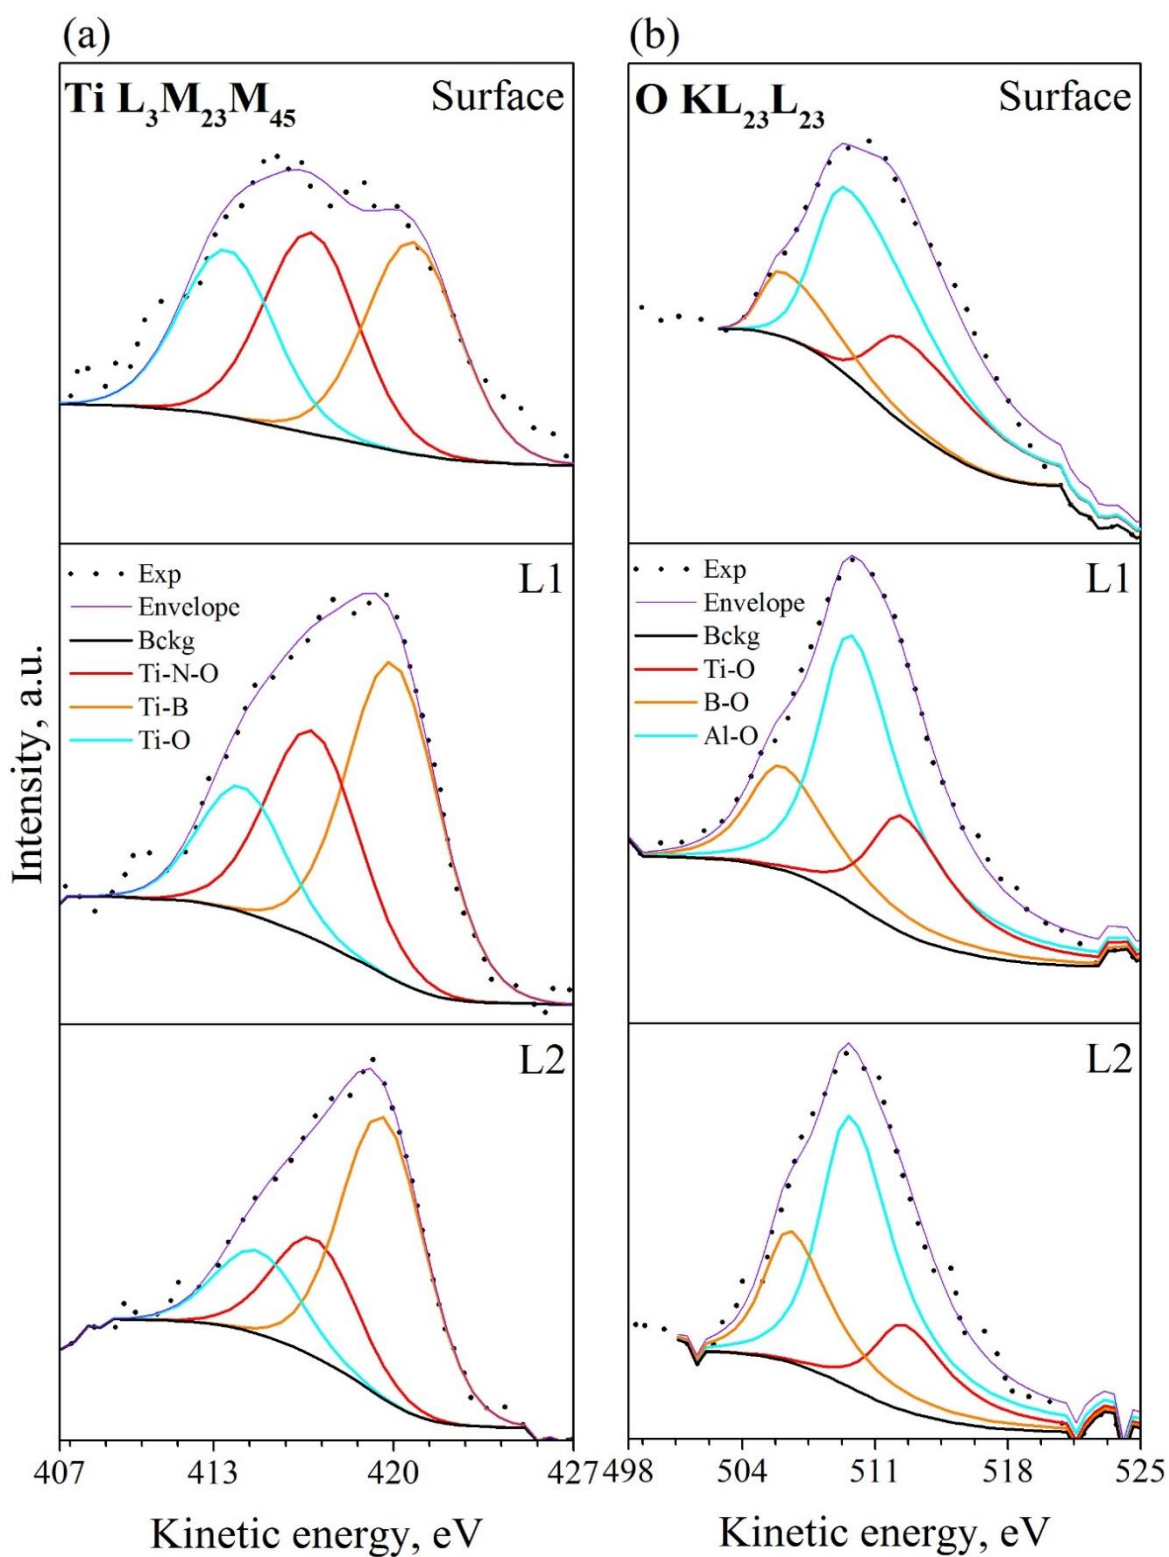 (a)
Ti L₃M₂₃M₄₅
Surface
L1
Exp
Envelope
Bckg
Ti-N-O
Ti-B
Ti-O
L2
407
413
420
427
Kinetic energy, eV
Intensity, a.u.
(b)
O KL₂₃L₂₃
Surface
L1
Exp
Envelope
Bckg
Ti-O
B-O
Al-O
L2
498
504
511
518
525
Kinetic energy, eV